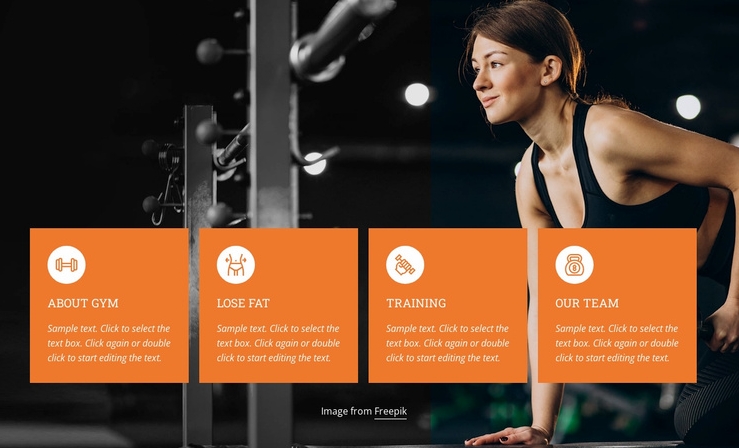 ABOUT GYM
Sample text. Click to select the
text box. Click again or double
click to start editing the text.
LOSE FAT
Sample text. Click to select the
text box. Click again or double
click to start editing the text.
TRAINING
Sample text. Click to select the
text box. Click again or double
click to start editing the text.
OUR TEAM
Sample text. Click to select the
text box. Click again or double
click to start editing the text.
Image from Freepik